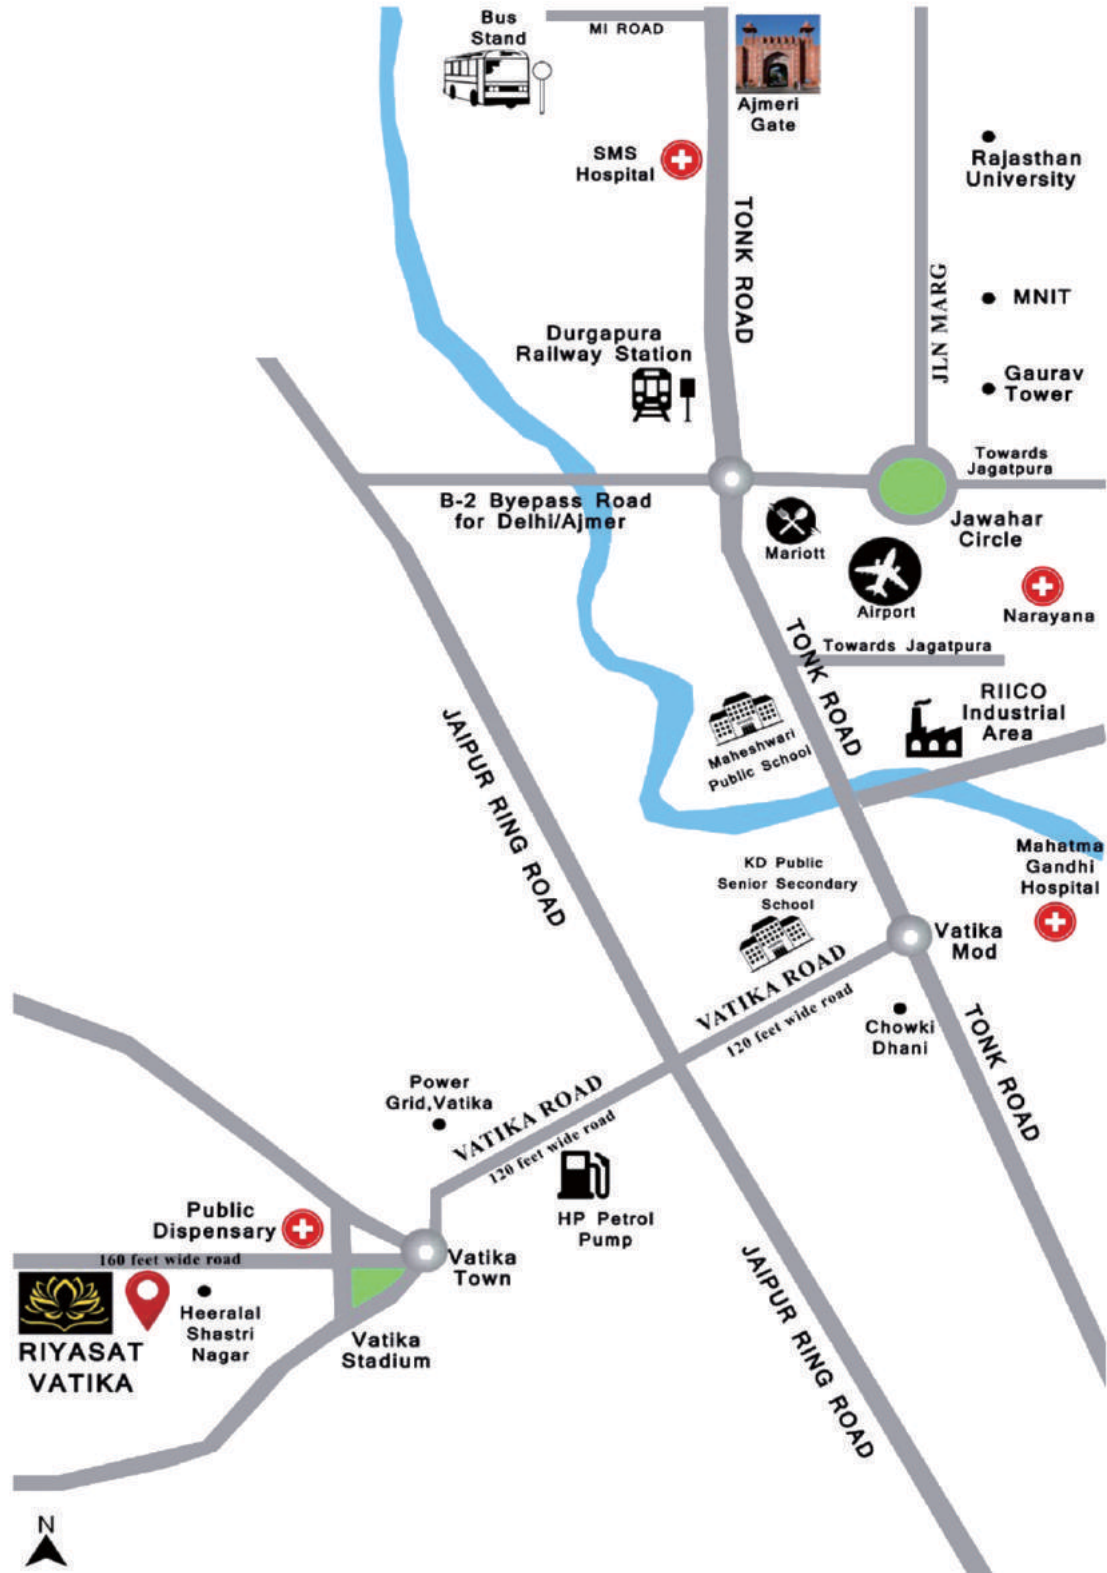 Bus
Stand
MI ROAD
Ajmeri
Gate
SMS
Hospital
Rajasthan
University
TONK ROAD
JLN MARG
MNIT
Durgapura
Railway Station
Gaurav
Tower
Towards
Jagatpura
B-2 Byepass Road
for Delhi/Ajmer
Mariott
Jawahar
Circle
Airport
Narayana
TONK ROAD
Towards Jagatpura
RIICO
Industrial
Area
JAIPUR RING ROAD
Maheshwari
Public School
Mahatma
Gandhi
Hospital
KD Public
Senior Secondary
School
Vatika
Mod
VATIKA ROAD
120 feet wide road
Chowki
Dhani
TONK ROAD
Power
Grid,Vatika
VATIKA ROAD
120 feet wide road
HP Petrol
Pump
Public
Dispensary
160 feet wide road
Vatika
Town
JAIPUR RING ROAD
Heeralal
Shastri
Nagar
Vatika
Stadium
RIYASAT
VATIKA
N